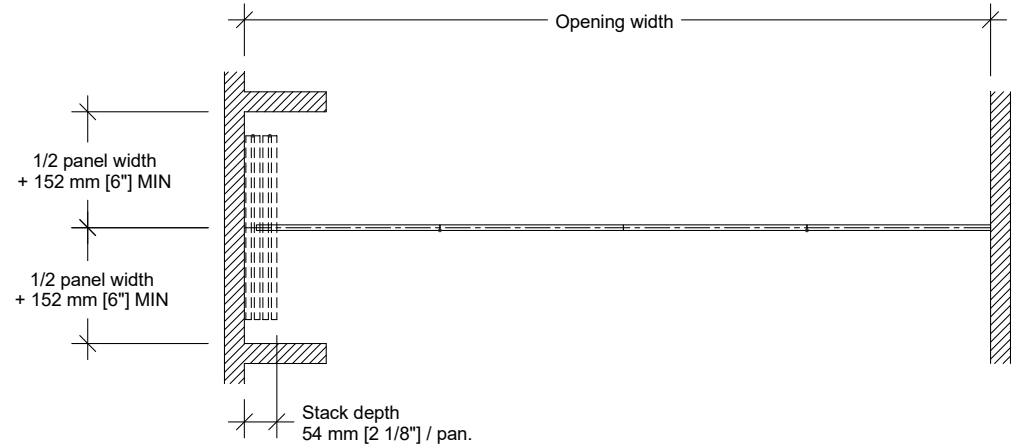 Opening width
1/2 panel width
+ 152 mm [6"] MIN
1/2 panel width
+ 152 mm [6"] MIN
Stack depth
54 mm [2 1/8"] / pan.